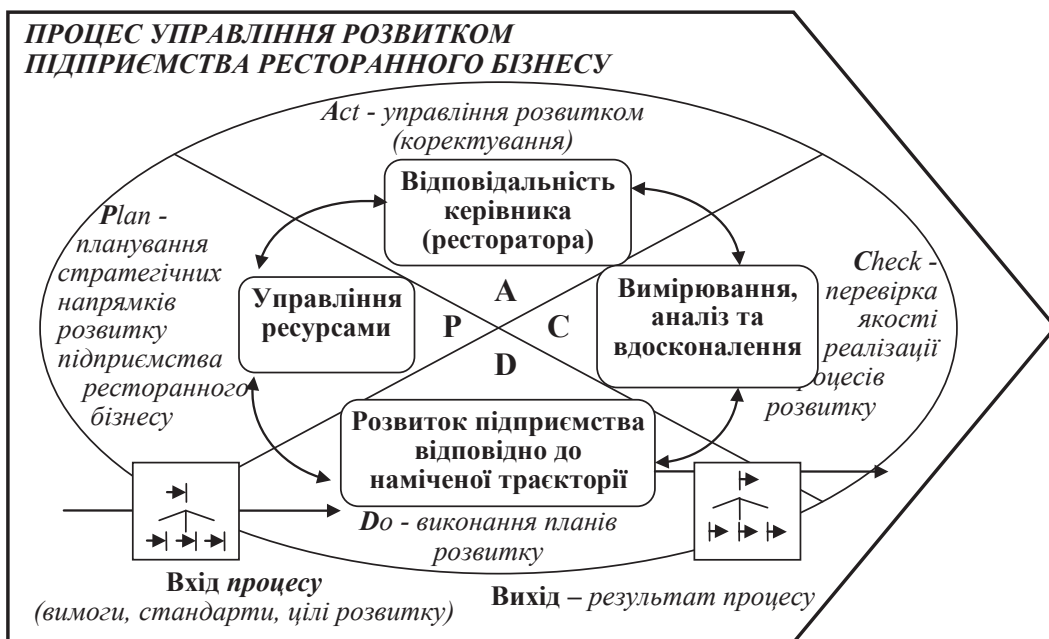 ПРОЦЕС УПРАВЛІННЯ РОЗВИТКОМ
ПІДПРИЄМСТВА РЕСТОРАННОГО БІЗНЕСУ
Act - управління розвитком
(коректування)
Відповідальність
керівника
(ресторатора)
Plan -
планування
стратегічних
напрямків
розвитку
підприємства
ресторанного
бізнесу
Управління
ресурсами
A
P
C
D
Вимірювання,
аналіз та
вдосконалення
Check -
перевірка
якості
реалізації
оцесів
розвитку
Розвиток підприємства
відповідно до
наміченої траєкторії
Do - виконання планів
розвитку
Вхід процесу
(вимоги, стандарти, цілі розвитку)
Вихід – результат процесу